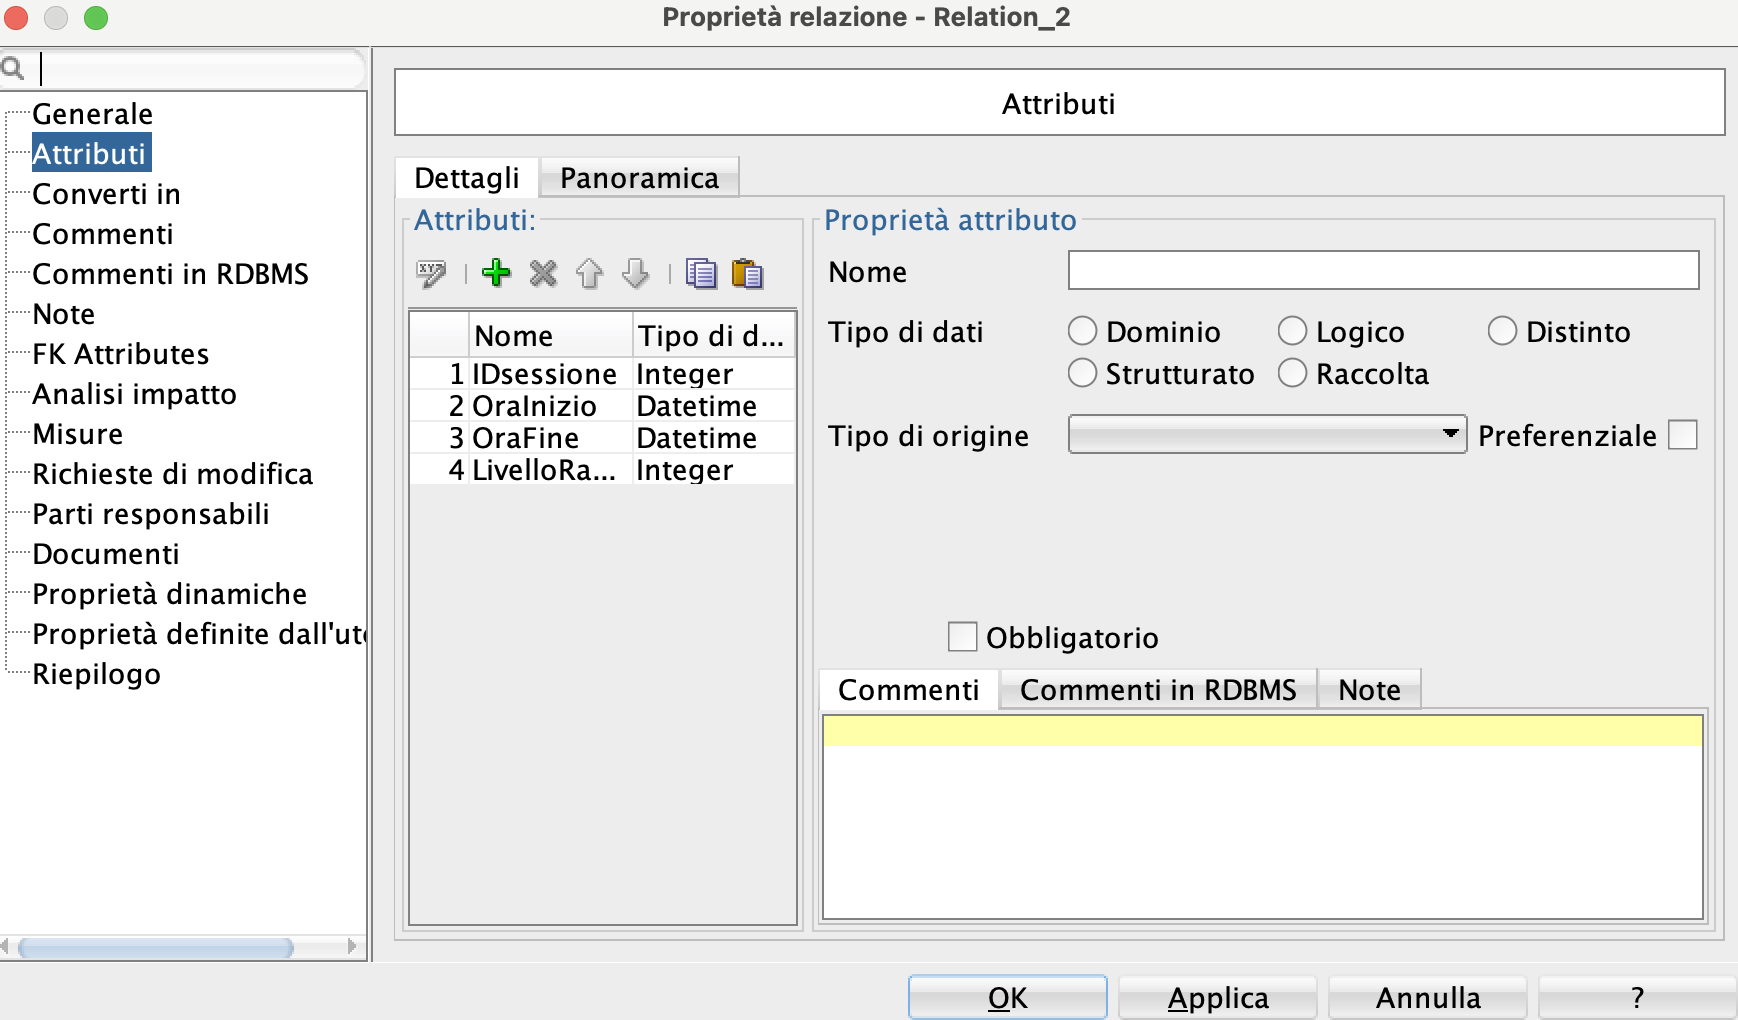 Proprietà relazione - Relation_2
Generale
Attributi
Converti in
Commenti
Commenti in RDBMS
Note
FK Attributes
Analisi impatto
Misure
Richieste di modifica
Parti responsabili
Documenti
Proprietà dinamiche
Proprietà definite dall'ute
Riepilogo
Attributi
Dettagli Panoramica
Attributi:
XYZ
Nome Tipo di d...
1 IDsessione Integer
2 OraInizio Datetime
3 OraFine Datetime
4 LivelloRa... Integer
Proprietà attributo
Nome
Tipo di dati Dominio Logico Distinto
Strutturato Raccolta
Tipo di origine Preferenziale
Obbligatorio
Commenti Commenti in RDBMS Note
OK Applica Annulla ?